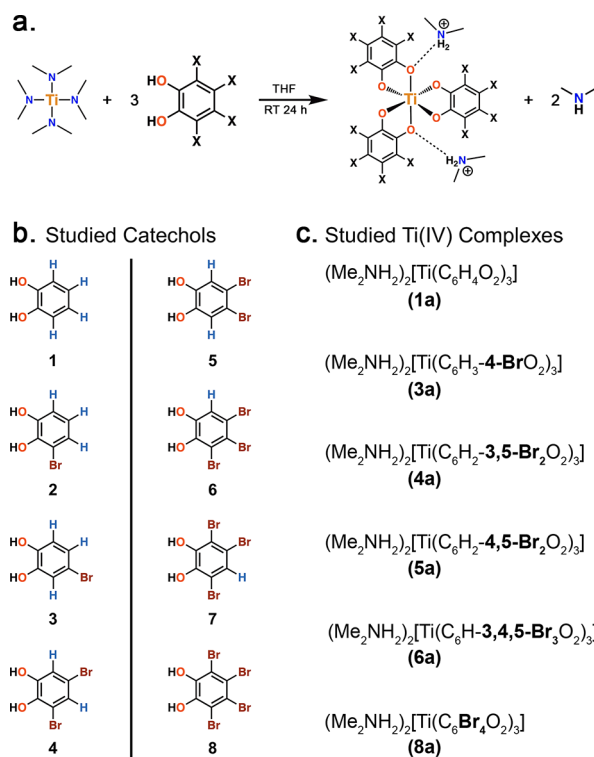 a.
N N Ti N N + 3 HO HO X X X X THF RT 24 h X X X X O O Ti O O O O X X X X X X X X N H₂ ⊕ H₂N ⊕ + 2 N H
b. Studied Catechols
c. Studied Ti(IV) Complexes
HO HO H H H H
1
HO HO H Br Br H
5
(Me₂NH₂)₂[Ti(C₆H₄O₂)₃]
(1a)
HO HO H H H Br
2
HO HO H Br Br Br
6
(Me₂NH₂)₂[Ti(C₆H₃-4-BrO₂)₃]
(3a)
(Me₂NH₂)₂[Ti(C₆H₂-3,5-Br₂O₂)₃]
(4a)
HO HO H H Br H
3
HO HO Br Br H Br
7
(Me₂NH₂)₂[Ti(C₆H₂-4,5-Br₂O₂)₃]
(5a)
(Me₂NH₂)₂[Ti(C₆H-3,4,5-Br₃O₂)₃]
(6a)
HO HO H Br H Br
4
HO HO Br Br Br Br
8
(Me₂NH₂)₂[Ti(C₆Br₄O₂)₃]
(8a)